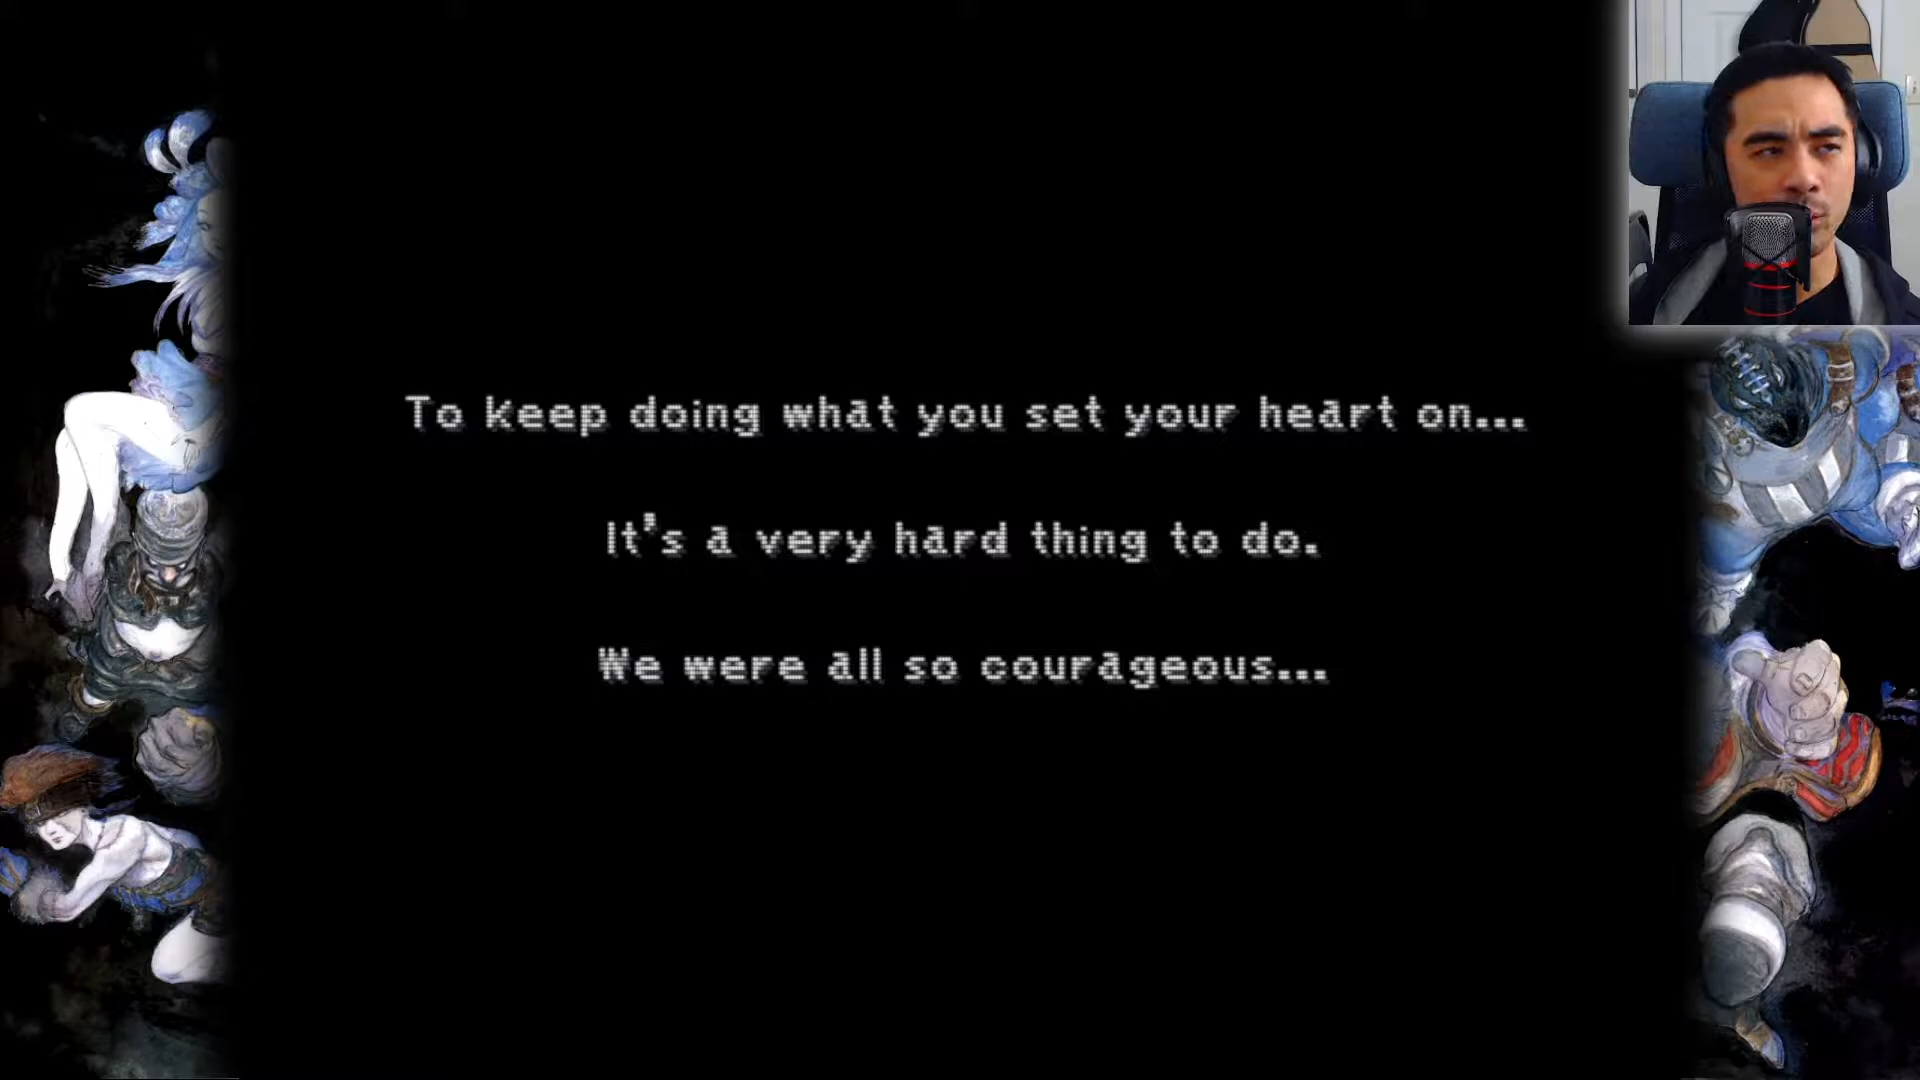 To keep doing what you set your heart on...
It's a very hard thing to do.
We were all so courageous...